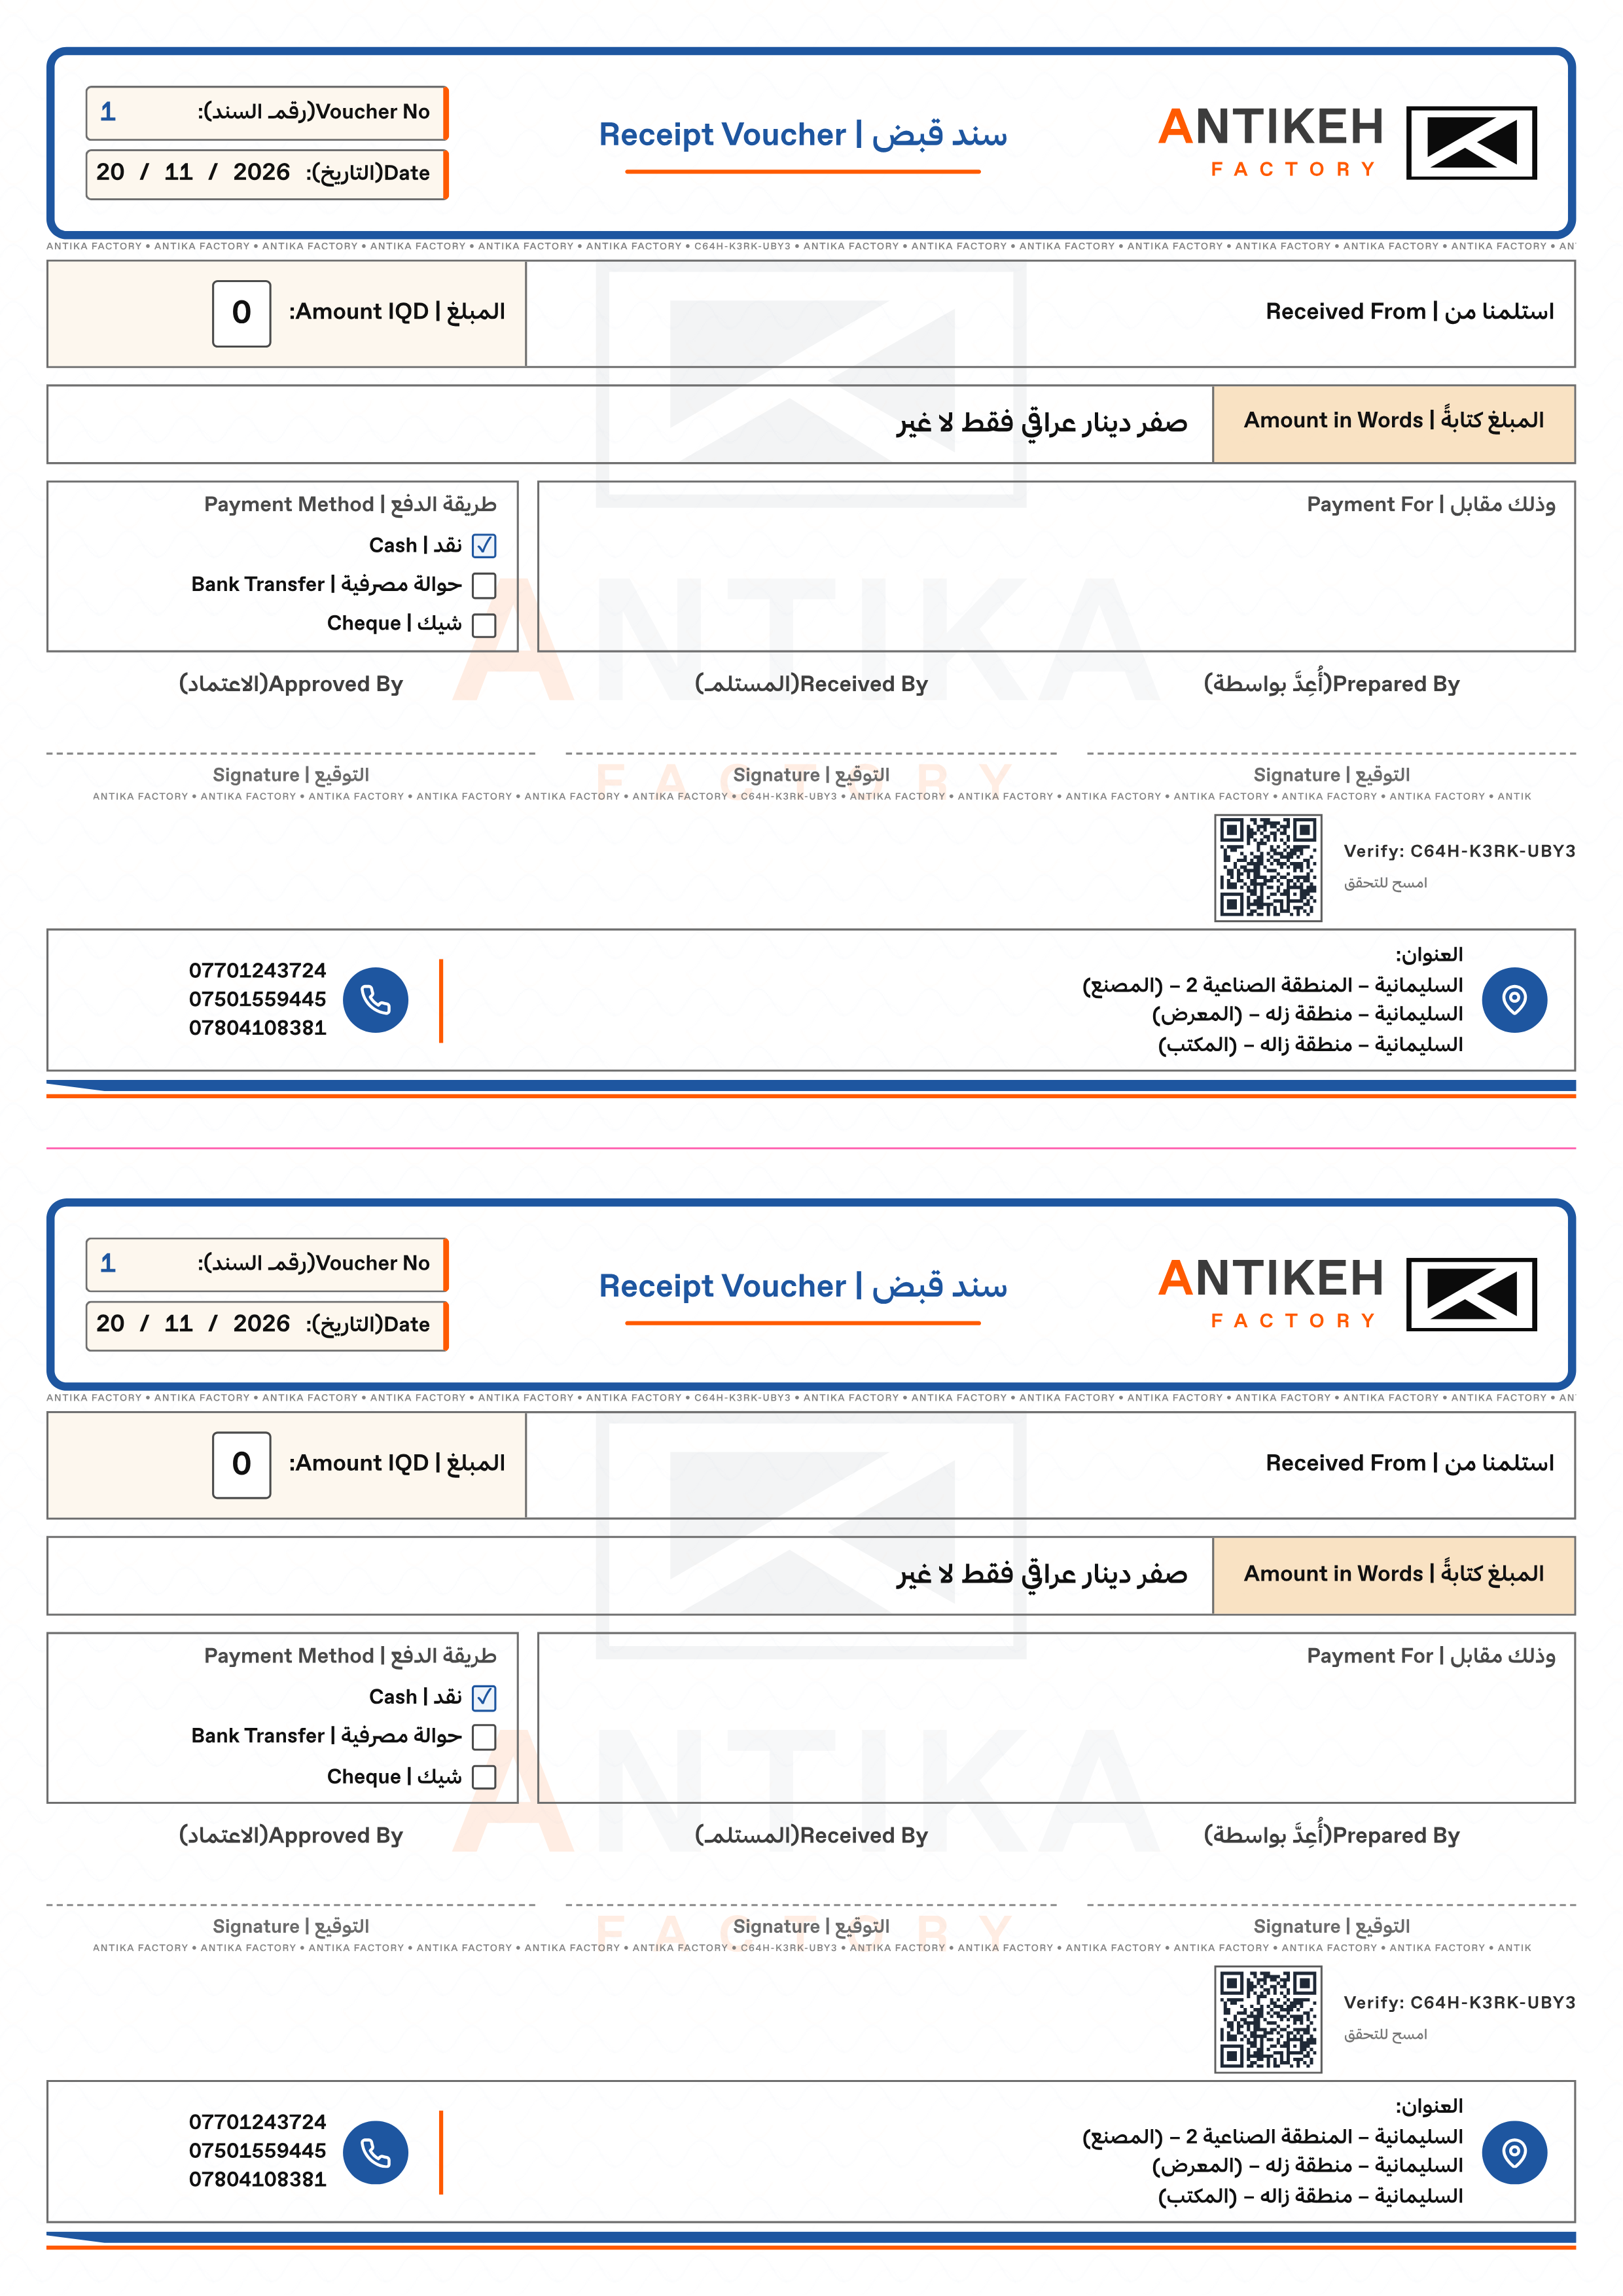 ANTIKEH
FACTORY
سند قبض | Receipt Voucher
Voucher No(رقم السند): 1
Date(التاريخ): 20 / 11 / 2026
ANTIKA FACTORY • ANTIKA FACTORY • ANTIKA FACTORY • ANTIKA FACTORY • ANTIKA FACTORY • ANTIKA FACTORY • C64H-K3RK-UBY3 • ANTIKA FACTORY • ANTIKA FACTORY • ANTIKA FACTORY • ANTIKA FACTORY • ANTIKA FACTORY • ANTIKA FACTORY • ANTIKA FACTORY • AN
استلمنا من | Received From
المبلغ | Amount IQD: 0
المبلغ كتابةً | Amount in Words
صفر دينار عراقي فقط لا غير
وذلك مقابل | Payment For
طريقة الدفع | Payment Method
نقد | Cash
حوالة مصرفية | Bank Transfer
شيك | Cheque
ANTIKA
FACTORY
Prepared By(أُعِدَّ بواسطة)
Received By(المستلم)
Approved By(الاعتماد)
التوقيع | Signature
التوقيع | Signature
التوقيع | Signature
ANTIKA FACTORY • ANTIKA FACTORY • ANTIKA FACTORY • ANTIKA FACTORY • ANTIKA FACTORY • ANTIKA FACTORY • C64H-K3RK-UBY3 • ANTIKA FACTORY • ANTIKA FACTORY • ANTIKA FACTORY • ANTIKA FACTORY • ANTIKA FACTORY • ANTIKA FACTORY • ANTIK
Verify: C64H-K3RK-UBY3
امسح للتحقق
العنوان:
السليمانية – المنطقة الصناعية 2 – (المصنع)
السليمانية – منطقة زله – (المعرض)
السليمانية – منطقة زاله – (المكتب)
07701243724
07501559445
07804108381
ANTIKEH
FACTORY
سند قبض | Receipt Voucher
Voucher No(رقم السند): 1
Date(التاريخ): 20 / 11 / 2026
ANTIKA FACTORY • ANTIKA FACTORY • ANTIKA FACTORY • ANTIKA FACTORY • ANTIKA FACTORY • ANTIKA FACTORY • C64H-K3RK-UBY3 • ANTIKA FACTORY • ANTIKA FACTORY • ANTIKA FACTORY • ANTIKA FACTORY • ANTIKA FACTORY • ANTIKA FACTORY • ANTIKA FACTORY • AN
استلمنا من | Received From
المبلغ | Amount IQD: 0
المبلغ كتابةً | Amount in Words
صفر دينار عراقي فقط لا غير
وذلك مقابل | Payment For
طريقة الدفع | Payment Method
نقد | Cash
حوالة مصرفية | Bank Transfer
شيك | Cheque
ANTIKA
FACTORY
Prepared By(أُعِدَّ بواسطة)
Received By(المستلم)
Approved By(الاعتماد)
التوقيع | Signature
التوقيع | Signature
التوقيع | Signature
ANTIKA FACTORY • ANTIKA FACTORY • ANTIKA FACTORY • ANTIKA FACTORY • ANTIKA FACTORY • ANTIKA FACTORY • C64H-K3RK-UBY3 • ANTIKA FACTORY • ANTIKA FACTORY • ANTIKA FACTORY • ANTIKA FACTORY • ANTIKA FACTORY • ANTIKA FACTORY • ANTIK
Verify: C64H-K3RK-UBY3
امسح للتحقق
العنوان:
السليمانية – المنطقة الصناعية 2 – (المصنع)
السليمانية – منطقة زله – (المعرض)
السليمانية – منطقة زاله – (المكتب)
07701243724
07501559445
07804108381